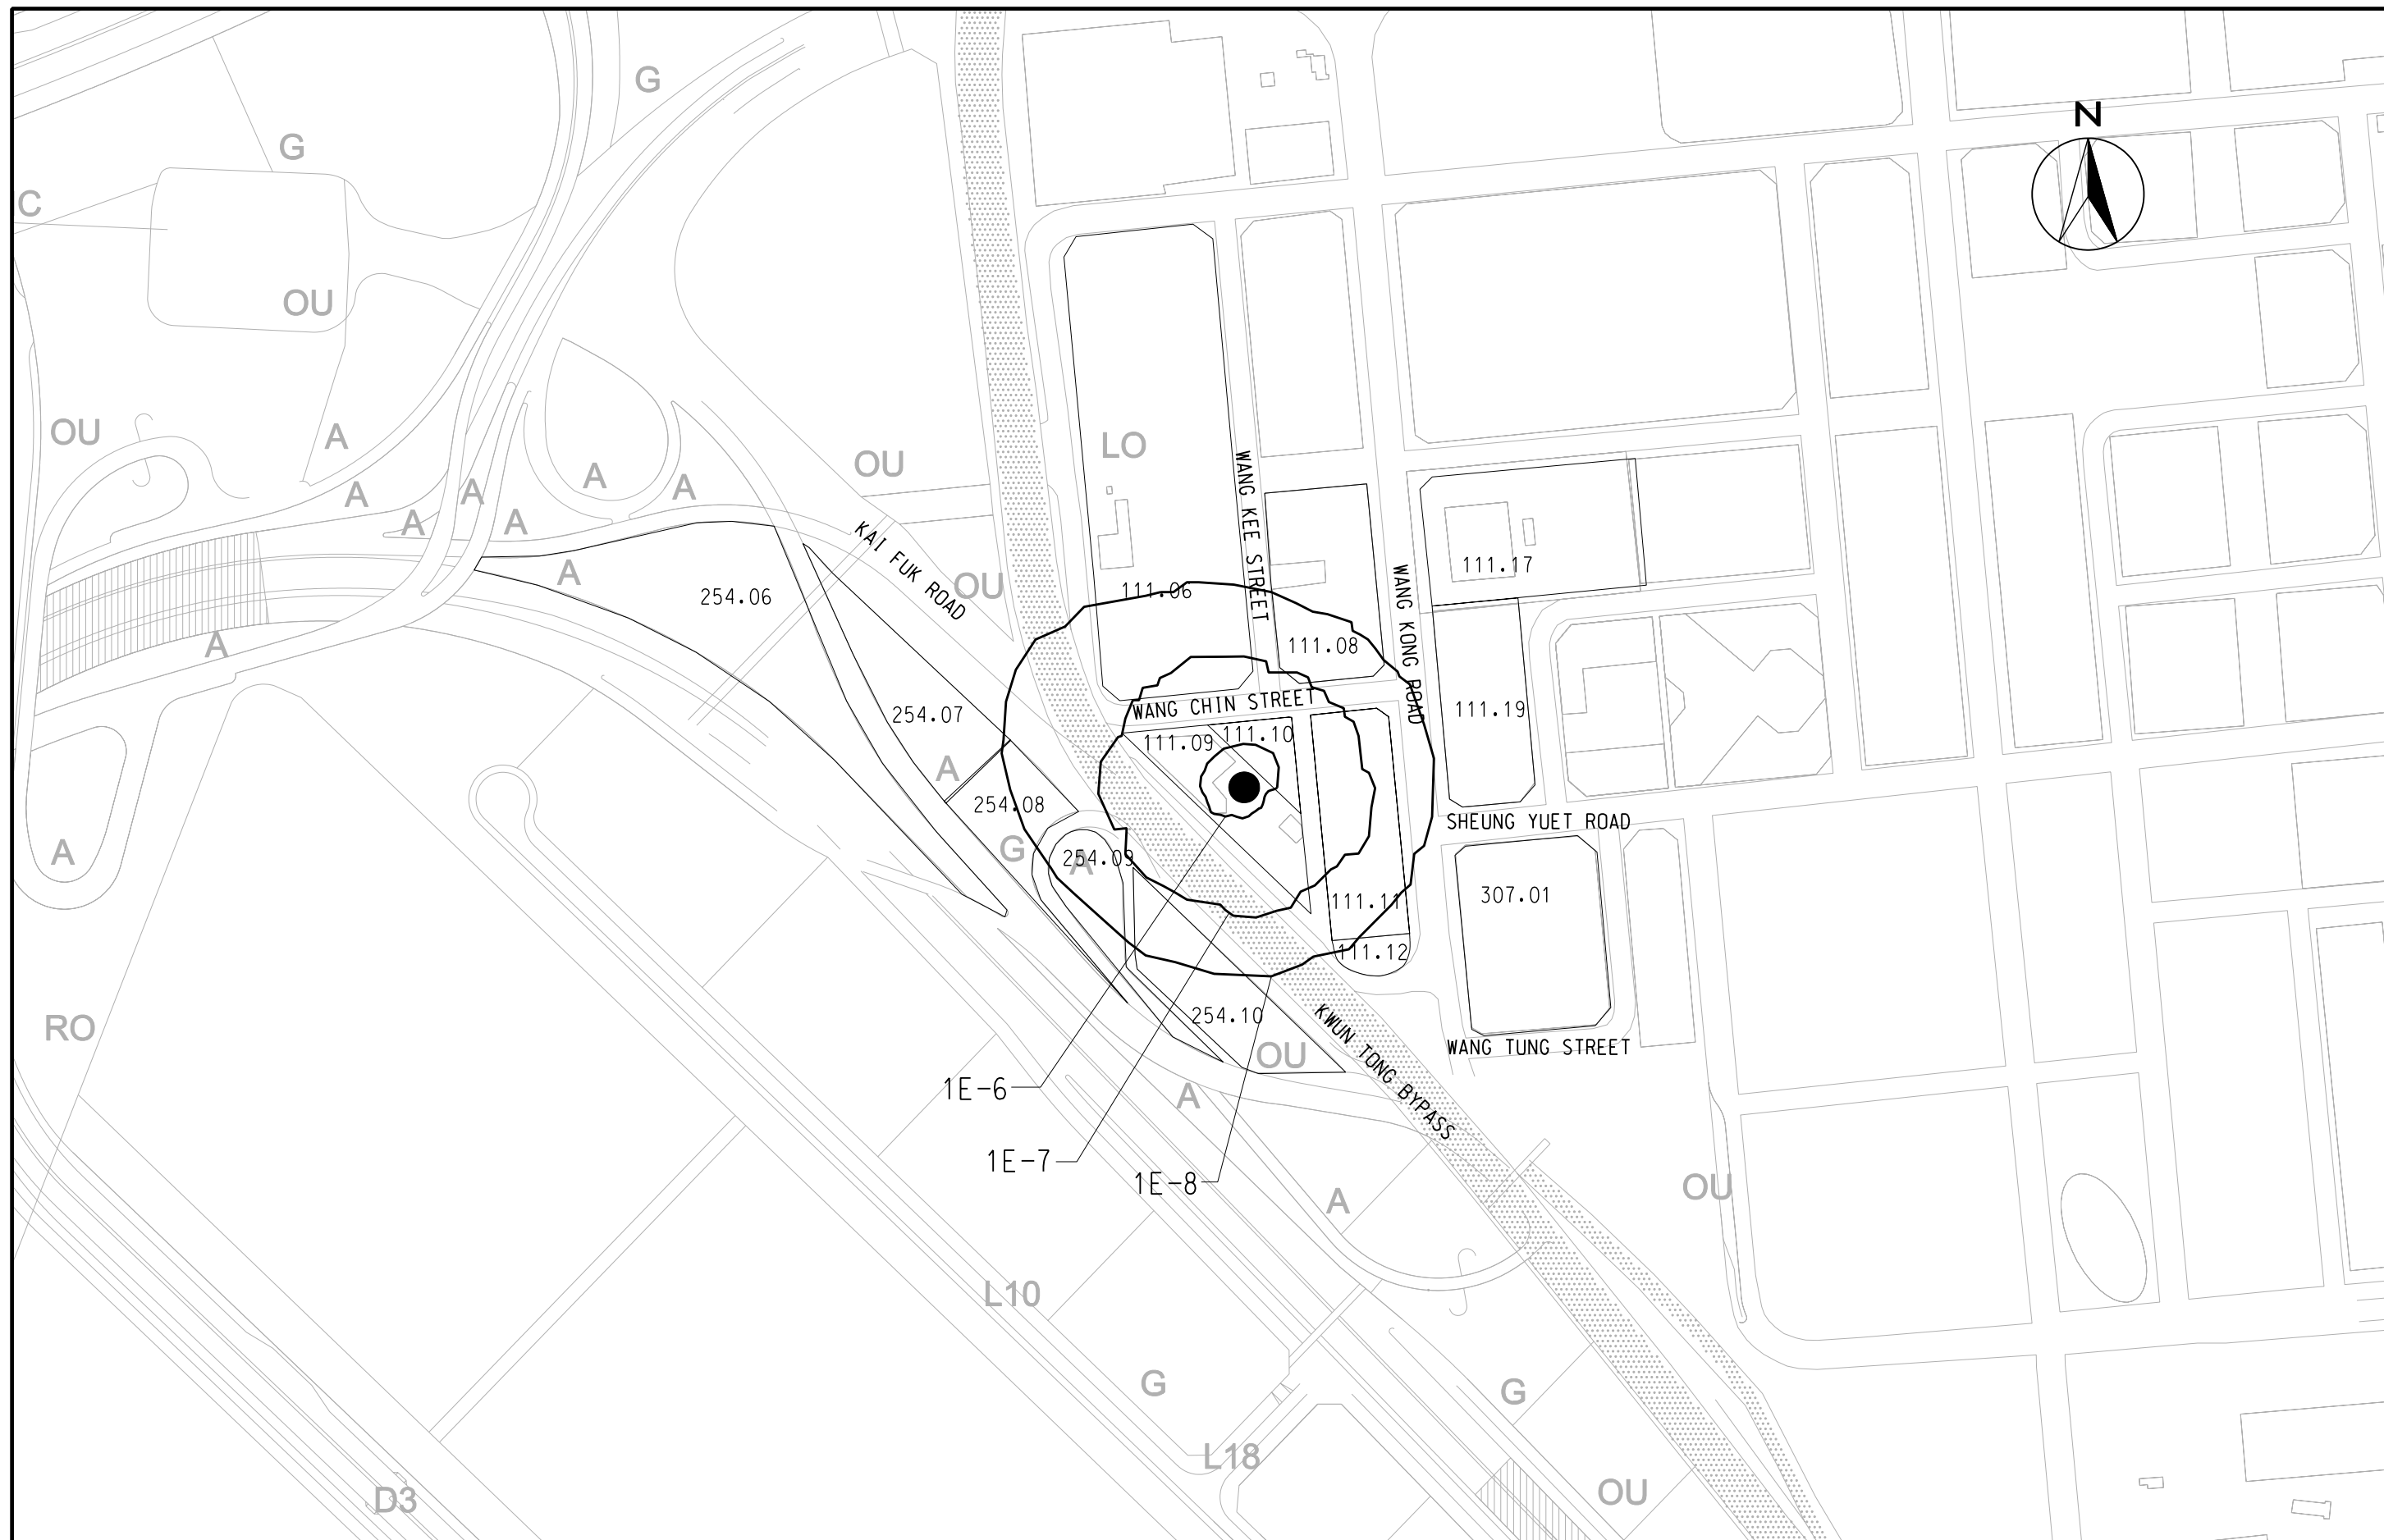 G
N
G
C
OU
OU
A
LO
OU
A
A
A
A
A
A
A
WANG KEE STREET
KAI FUK ROAD
OU
A
111.17
WANG KONG ROAD
254.06
111.06
A
111.08
WANG CHIN STREET
254.07
111.19
111.09
111.10
A
254.08
SHEUNG YUET ROAD
G
254.09
A
A
307.01
111.11
111.12
254.10
RO
KWUN TONG BYPASS
WANG TUNG STREET
OU
1E-6
A
1E-7
1E-8
A
OU
L10
G
G
L18
D3
OU